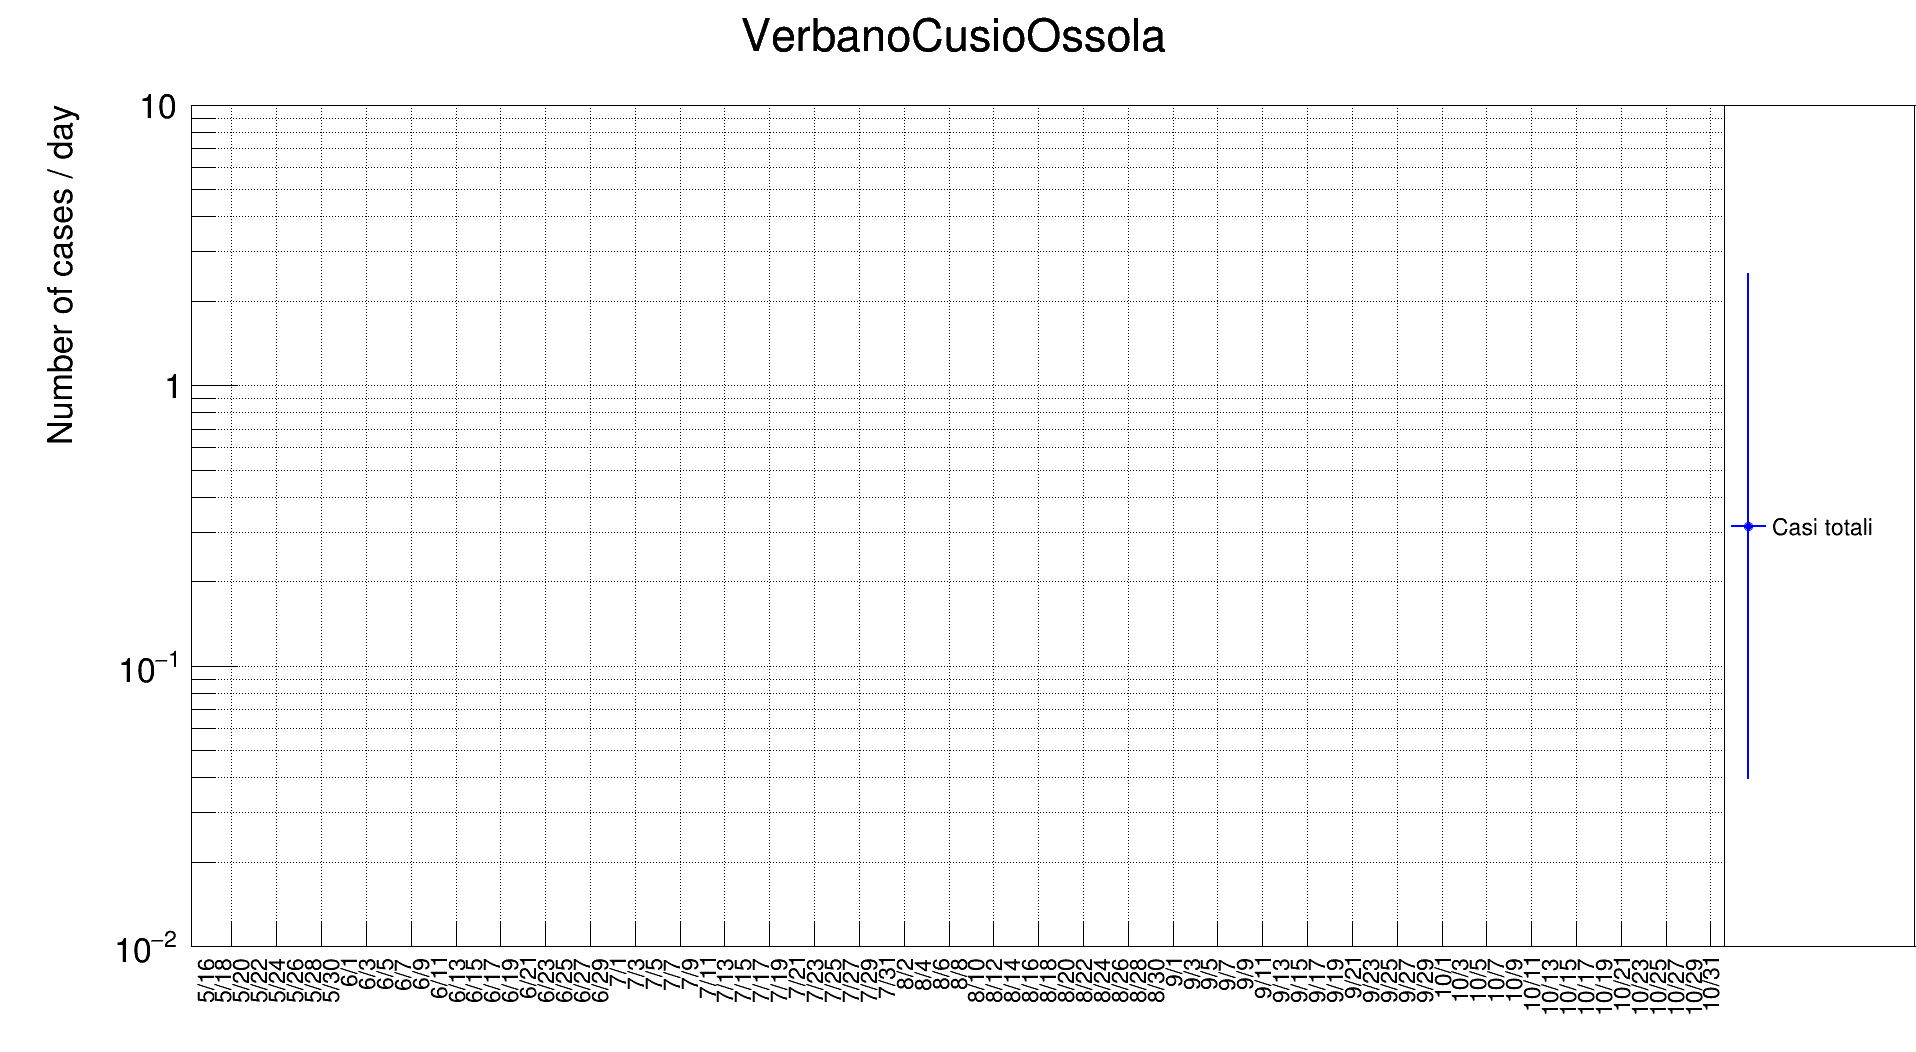 VerbanoCusioOssola
Number of cases / day
10
1
10⁻¹
10⁻²
Casi totali
5/16 5/18 5/20 5/22 5/24 5/26 5/28 5/30 6/1 6/3 6/5 6/7 6/9 6/11 6/13 6/15 6/17 6/19 6/21 6/23 6/25 6/27 6/29 7/1 7/3 7/5 7/7 7/9 7/11 7/13 7/15 7/17 7/19 7/21 7/23 7/25 7/27 7/29 7/31 8/2 8/4 8/6 8/8 8/10 8/12 8/14 8/16 8/18 8/20 8/22 8/24 8/26 8/28 8/30 9/1 9/3 9/5 9/7 9/9 9/11 9/13 9/15 9/17 9/19 9/21 9/23 9/25 9/27 9/29 10/1 10/3 10/5 10/7 10/9 10/11 10/13 10/15 10/17 10/19 10/21 10/23 10/25 10/27 10/29 10/31